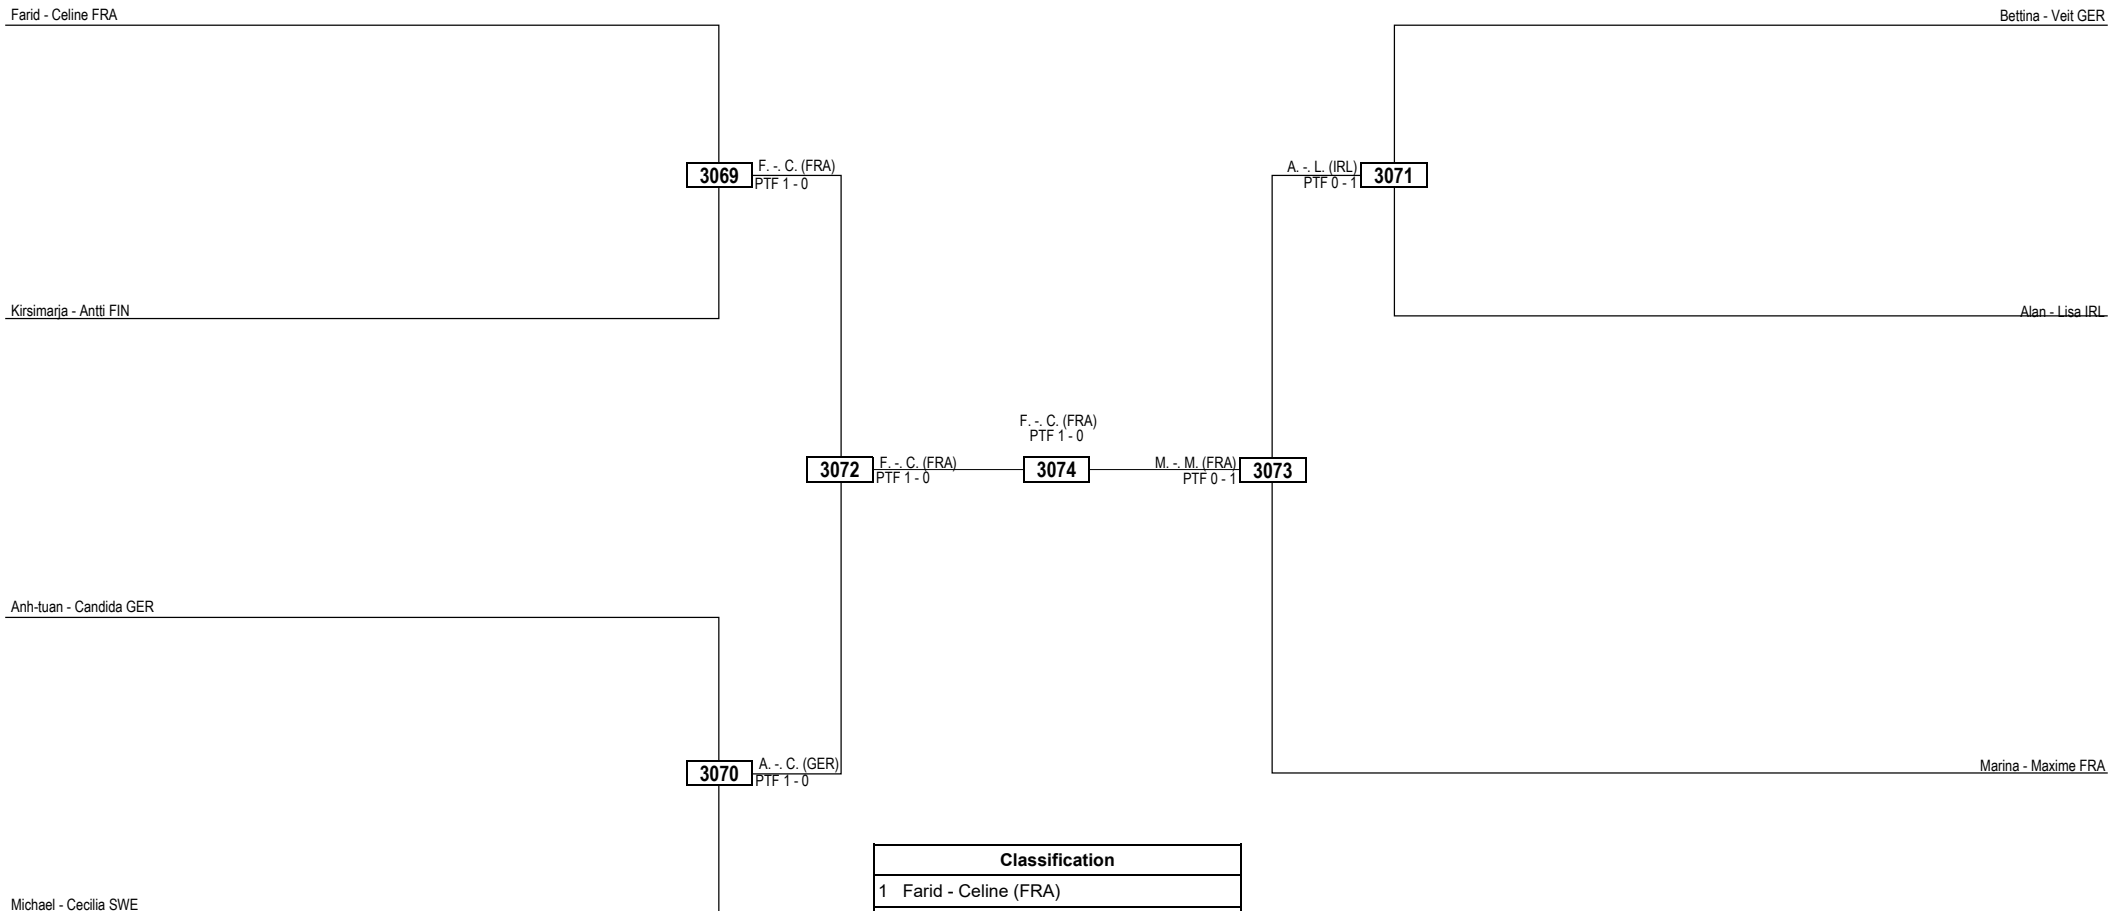 Farid - Celine FRA
Bettina - Veit GER
3069
F. -. C. (FRA)
PTF 1 - 0
A. -. L. (IRL)
PTF 0 - 1
3071
Kirsimarja - Antti FIN
Alan - Lisa IRL
F. -. C. (FRA)
PTF 1 - 0
3072
F. -. C. (FRA)
PTF 1 - 0
3074
M. -. M. (FRA)
PTF 0 - 1
3073
Anh-tuan - Candida GER
3070
A. -. C. (GER)
PTF 1 - 0
Marina - Maxime FRA
Classification
1 Farid - Celine (FRA)
Michael - Cecilia SWE